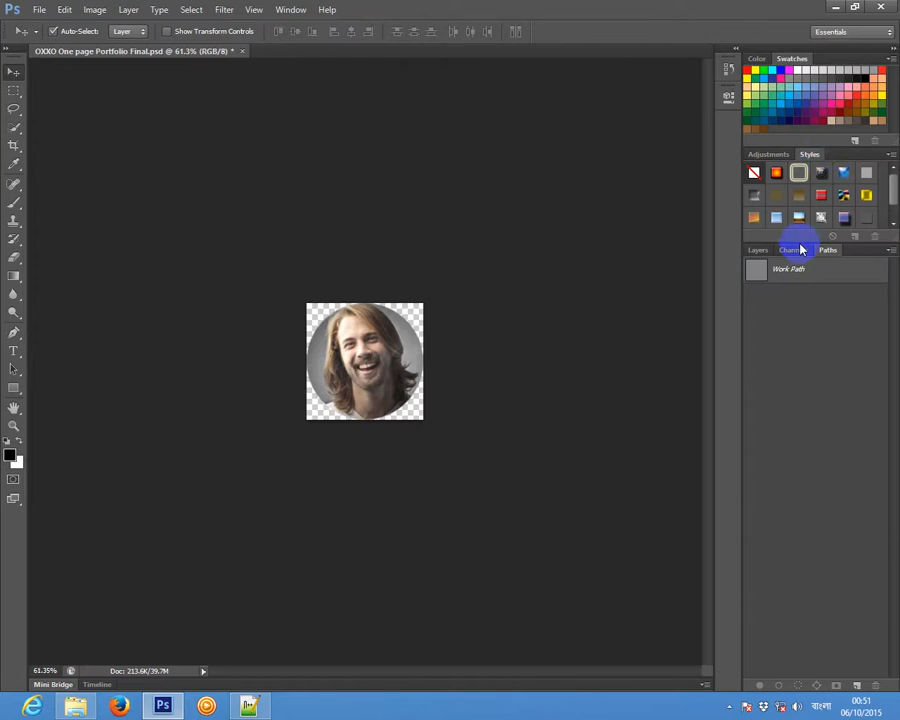 Ps File Edit Image Layer Type Select Filter View Window Help
Auto-Select: Layer Show Transform Controls Essentials
OXXO One page Portfolio Final.psd @ 61.3% (RGB/8) * ×
Color Swatches
Adjustments Styles
Layers Paths
Work Path
61.35% Doc: 213.6K/39.7M
Mini Bridge Timeline
Ps বাংলা 00:51
06/10/2015